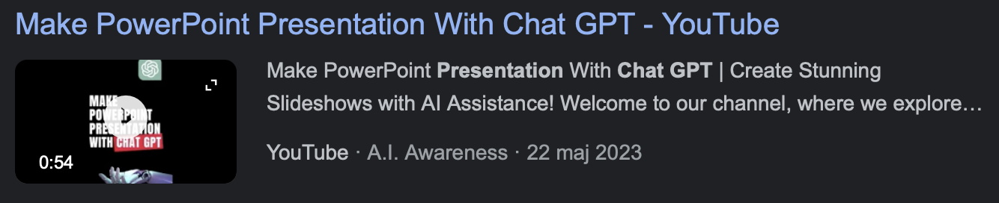 Make PowerPoint Presentation With Chat GPT - YouTube
MAKE
POWERPOINT
PRESENTATION
WITH CHAT GPT
0:54
Make PowerPoint Presentation With Chat GPT | Create Stunning
Slideshows with AI Assistance! Welcome to our channel, where we explore...
YouTube · A.I. Awareness · 22 maj 2023